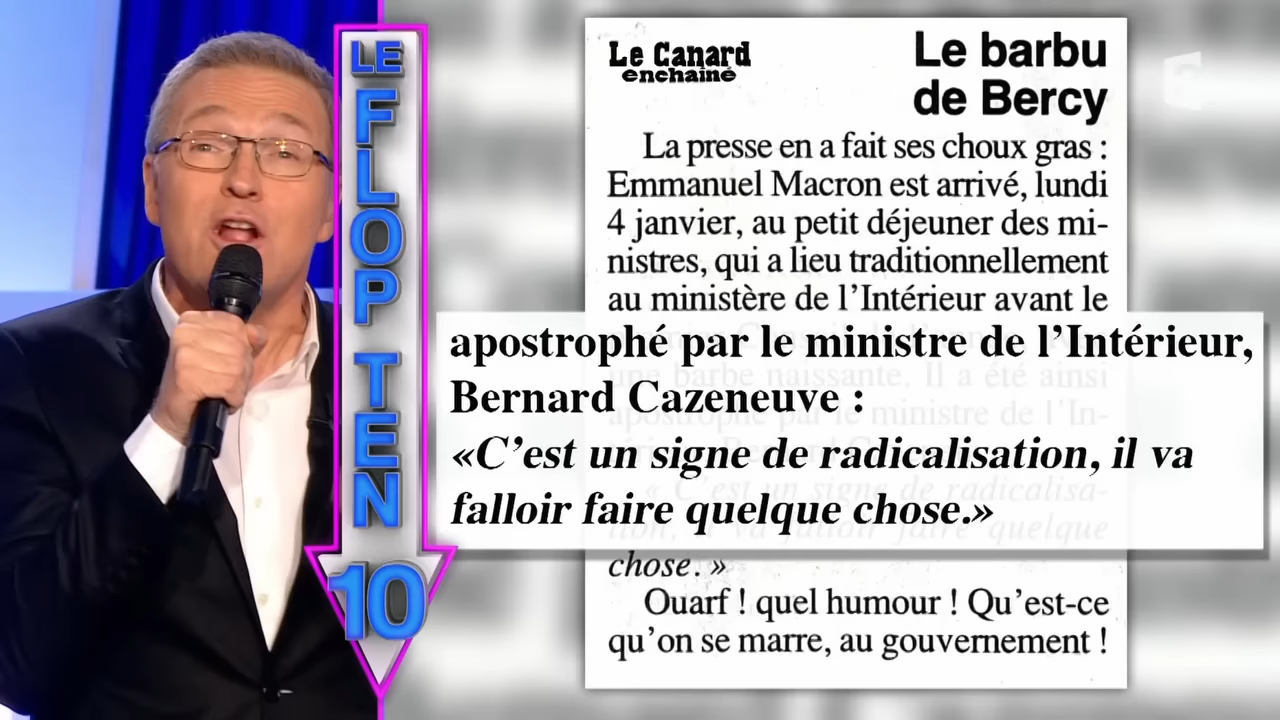 LE
FLOP
TEN
10
Le Canard
enchaîné
Le barbu
de Bercy
La presse en a fait ses choux gras :
Emmanuel Macron est arrivé, lundi
4 janvier, au petit déjeuner des mi-
nistres, qui a lieu traditionnellement
au ministère de l'Intérieur avant le
apostrophé par le ministre de l'Intérieur,
Bernard Cazeneuve :
«C'est un signe de radicalisation, il va
falloir faire quelque chose.»
chose. »
Ouarf ! quel humour ! Qu'est-ce
qu'on se marre, au gouvernement !